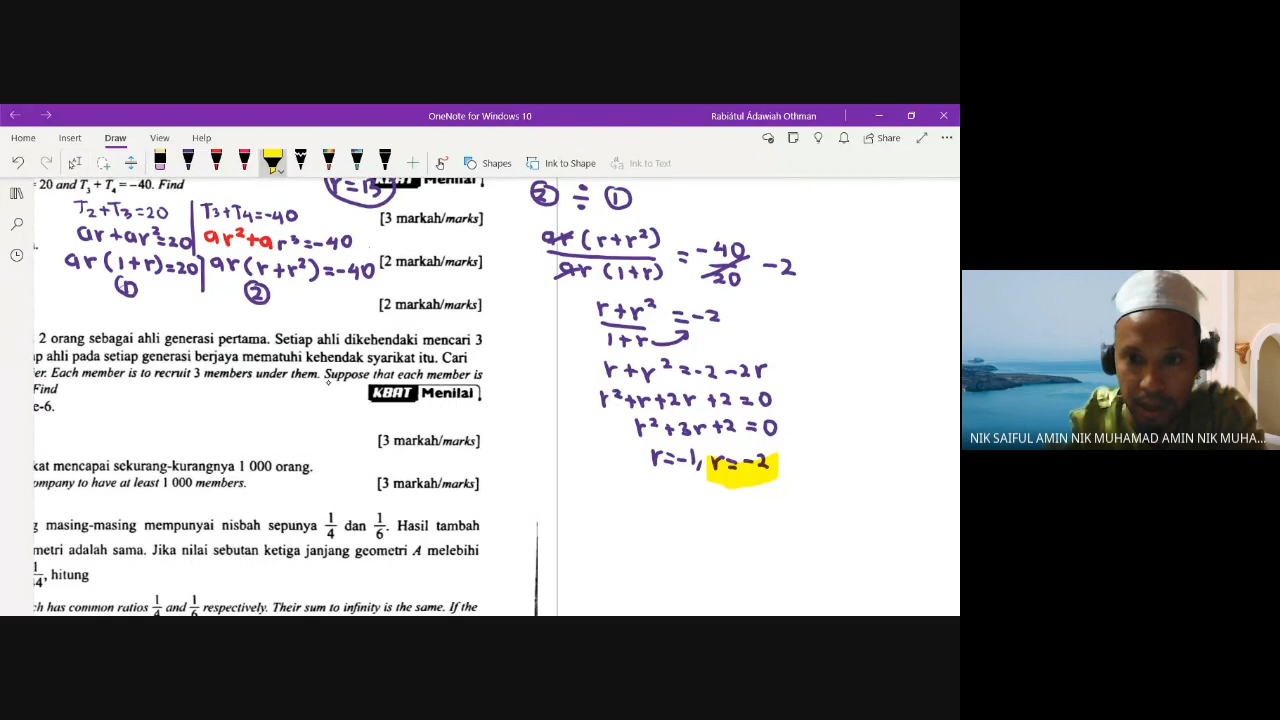 OneNote for Windows 10
Rabiátul Ádawiah Othman
Home Insert Draw View Help
Share
Shapes
Ink to Shape
Ink to Text
= 20 and T₃ + T₄ = –40. Find
r = 13
KBAT Menilai
[3 markah/marks]
T₂+T₃=20
ar+ar²=20
ar(1+r)=20
①
T₃+T₄=-40
ar²+ar³=-40
ar(r+r²)=-40
②
[2 markah/marks]
[2 markah/marks]
2 orang sebagai ahli generasi pertama. Setiap ahli dikehendaki mencari 3
ap ahli pada setiap generasi berjaya mematuhi kehendak syarikat itu. Cari
er. Each member is to recruit 3 members under them. Suppose that each member is
Find
KBAT Menilai
e-6.
[3 markah/marks]
kat mencapai sekurang-kurangnya 1 000 orang.
ompany to have at least 1 000 members.
[3 markah/marks]
g masing-masing mempunyai nisbah sepunya 1/4 dan 1/6. Hasil tambah
metri adalah sama. Jika nilai sebutan ketiga janjang geometri A melebihi
, hitung
ch has common ratios 1/4 and 1/6 respectively. Their sum to infinity is the same. If the
② ÷ ①
ar(r+r²)/ar(1+r) = -40/20 -2
r+r²/1+r = -2
r+r²=-2-2r
r²+r+2r+2=0
r²+3r+2=0
r=-1, r=-2
NIK SAIFUL AMIN NIK MUHAMAD AMIN NIK MUHA...